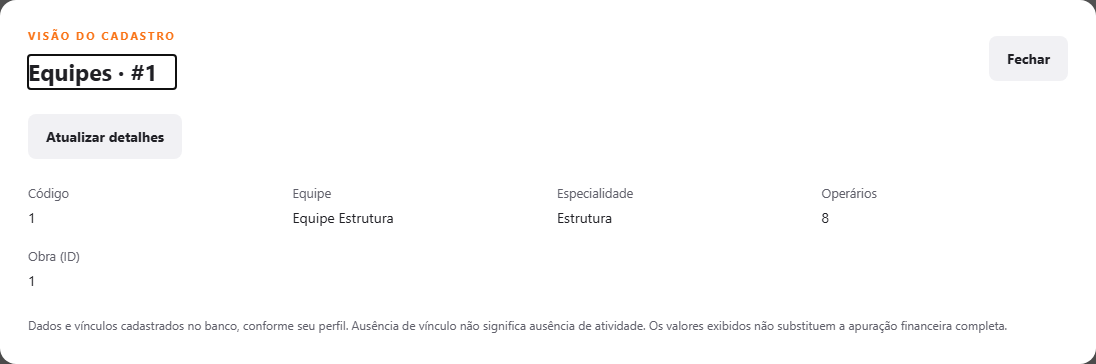 VISÃO DO CADASTRO
Equipes · #1
Fechar
Atualizar detalhes
Código
1
Equipe
Equipe Estrutura
Especialidade
Estrutura
Operários
8
Obra (ID)
1
Dados e vínculos cadastrados no banco, conforme seu perfil. Ausência de vínculo não significa ausência de atividade. Os valores exibidos não substituem a apuração financeira completa.